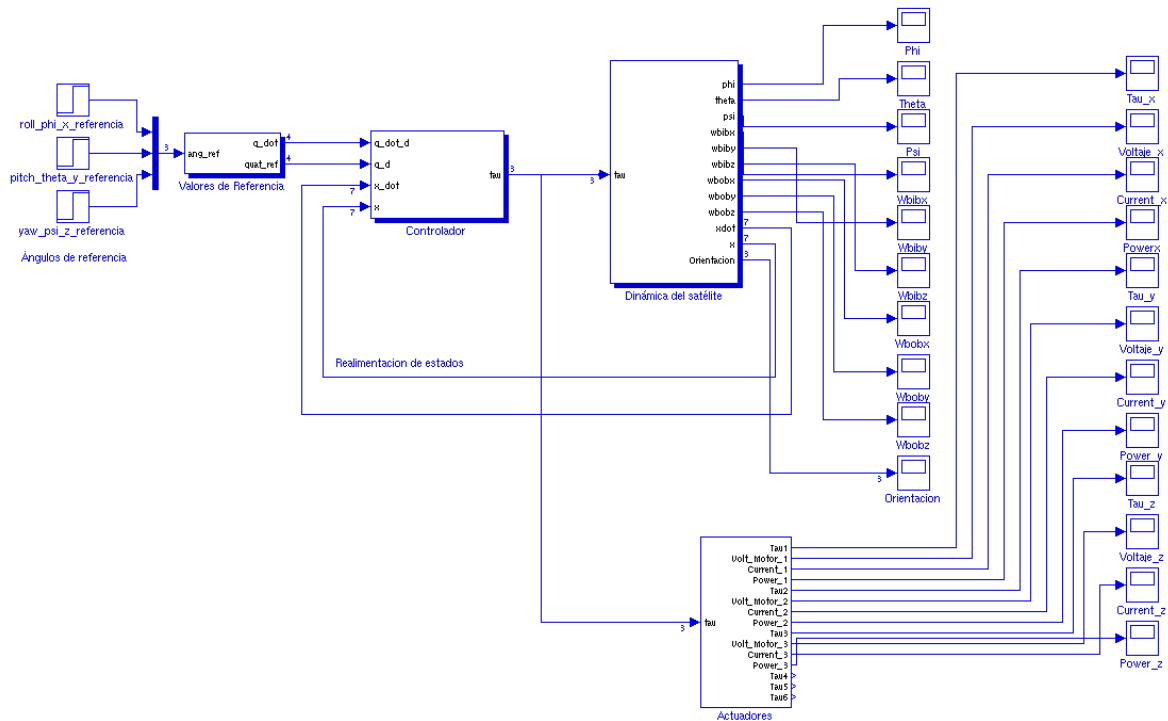 roll_phi_x_referencia
pitch_theta_y_referencia
yaw_psi_z_referencia
Ángulos de referencia
3
ang_ref
q_dot
quat_ref
Valores de Referencia
4
4
q_dot_d
q_d
x_dot
x
7
7
tau
Controlador
3
3
tau
phi
theta
psi
wbibx
wbiby
wbibz
wbobx
wboby
wbobz
xdot
x
Orientacion
7
7
3
Dinámica del satélite
Realimentacion de estados
Phi
Theta
Psi
Wbibx
Wbiby
Wbibz
Wbobx
Wboby
Wbobz
3
Orientacion
3
tau
Tau1
Volt_Motor_1
Current_1
Power_1
Tau2
Volt_Motor_2
Current_2
Power_2
Tau3
Volt_Motor_3
Current_3
Power_3
Tau4
Tau5
Tau6
Actuadores
Tau_x
Voltaje_x
Current_x
Powerx
Tau_y
Voltaje_y
Current_y
Power_y
Tau_z
Voltaje_z
Current_z
Power_z